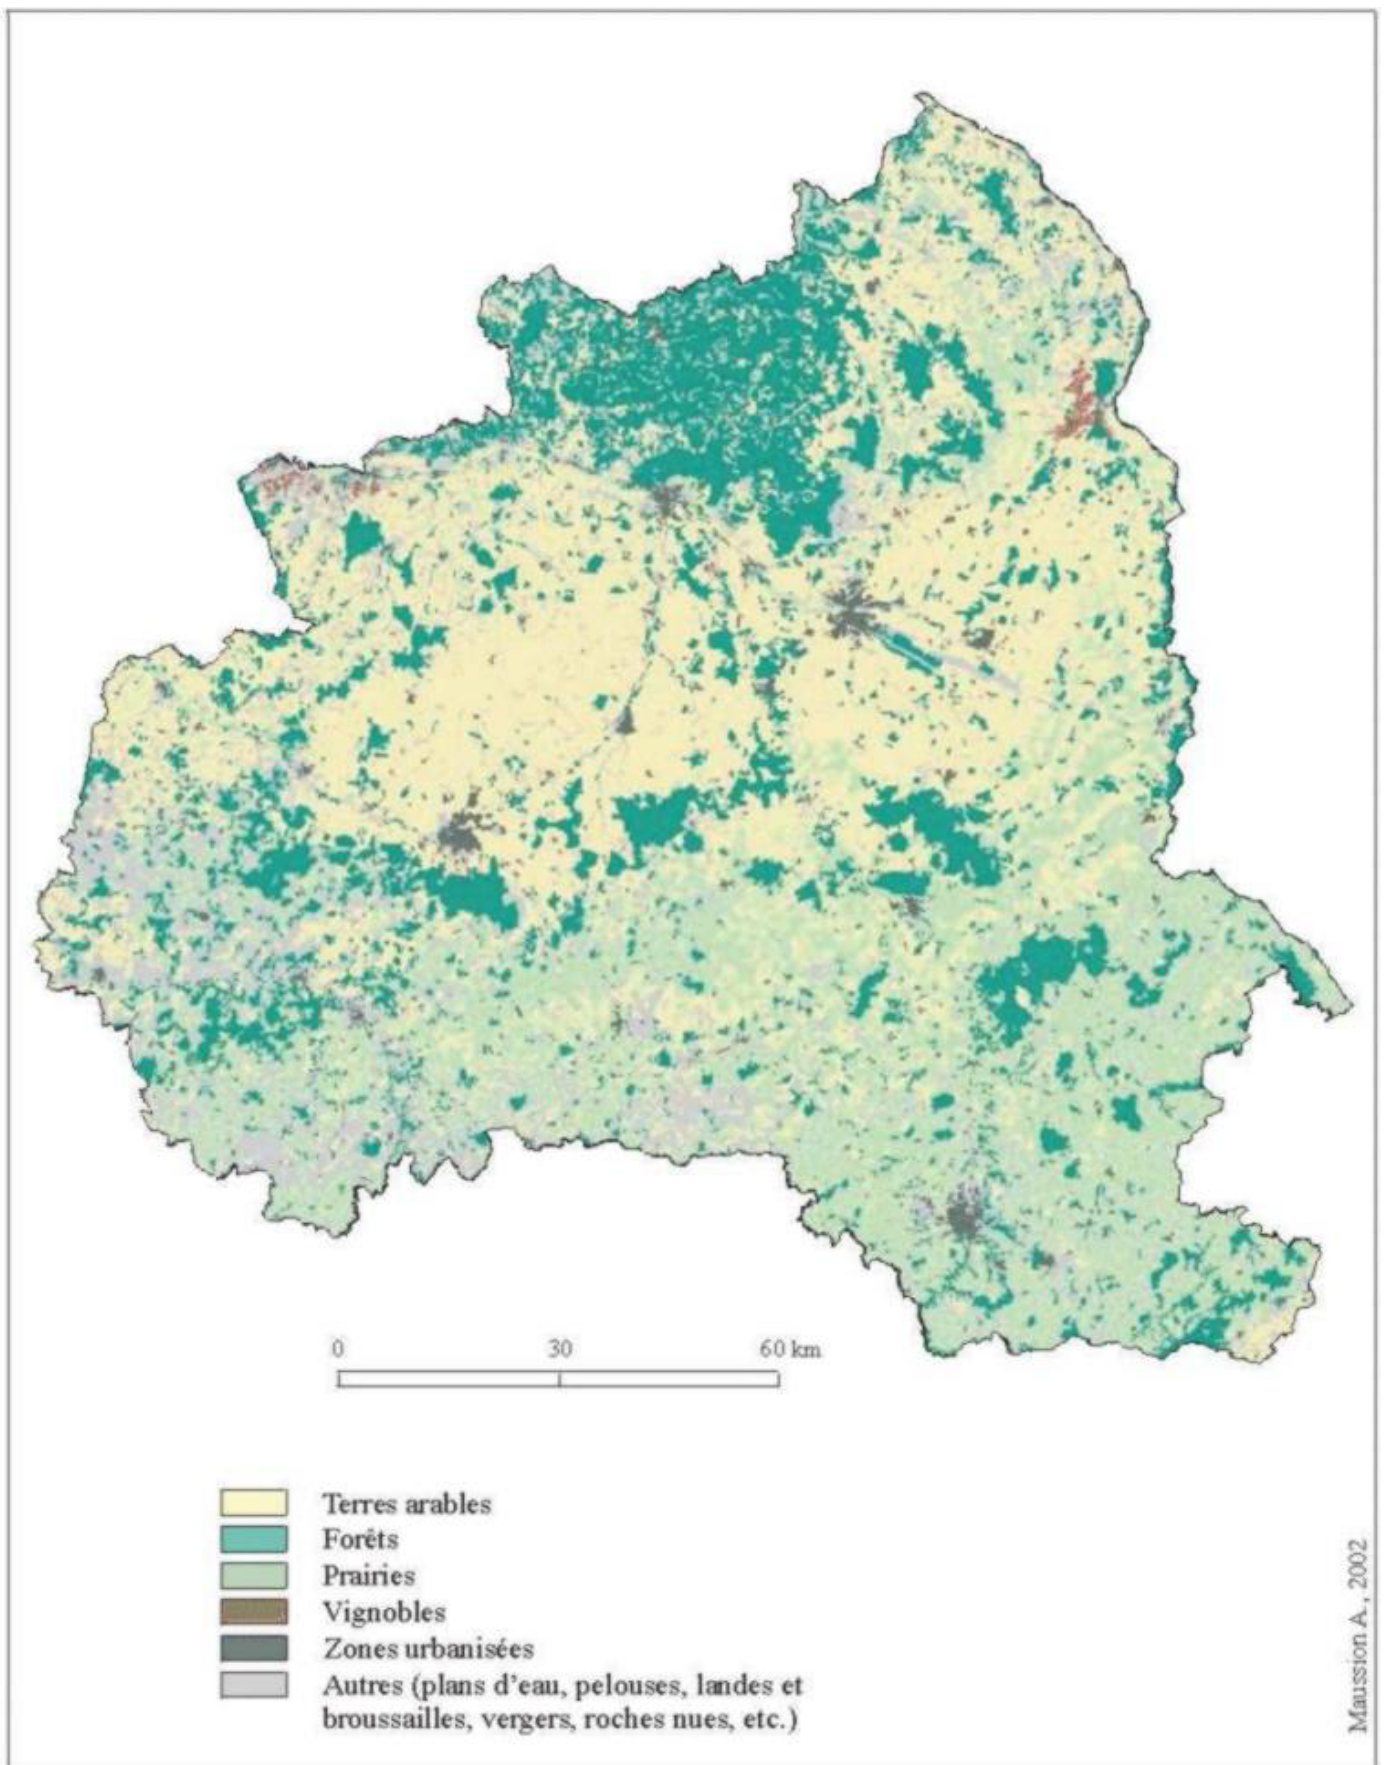 0 30 60 km
Terres arables
Forêts
Prairies
Vignobles
Zones urbanisées
Autres (plans d'eau, pelouses, landes et
broussailles, vergers, roches nues, etc.)
Maussion A., 2002